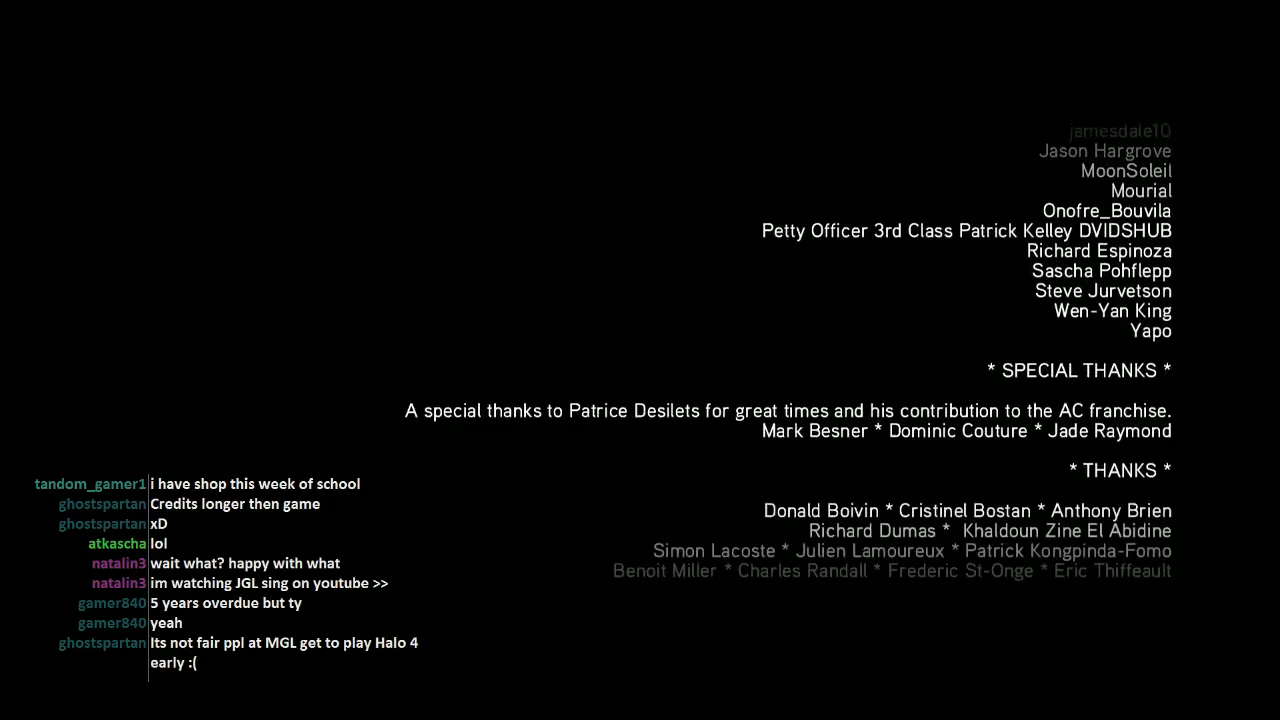 jamesdale10
Jason Hargrove
MoonSoleil
Mourial
Onofre_Bouvila
Petty Officer 3rd Class Patrick Kelley DVIDSHUB
Richard Espinoza
Sascha Pohflepp
Steve Jurvetson
Wen-Yan King
Yapo
* SPECIAL THANKS *
A special thanks to Patrice Desilets for great times and his contribution to the AC franchise.
Mark Besner * Dominic Couture * Jade Raymond
* THANKS *
Donald Boivin * Cristinel Bostan * Anthony Brien
Richard Dumas * Khaldoun Zine El Abidine
Simon Lacoste * Julien Lamoureux * Patrick Kongpinda-Fomo
Benoit Miller * Charles Randall * Frederic St-Onge * Eric Thiffeault
tandom_gamer1 i have shop this week of school
ghostspartan Credits longer then game
ghostspartan xD
atkascha lol
natalin3 wait what? happy with what
natalin3 im watching JGL sing on youtube >>
gamer840 5 years overdue but ty
gamer840 yeah
ghostspartan Its not fair ppl at MGL get to play Halo 4
early :(